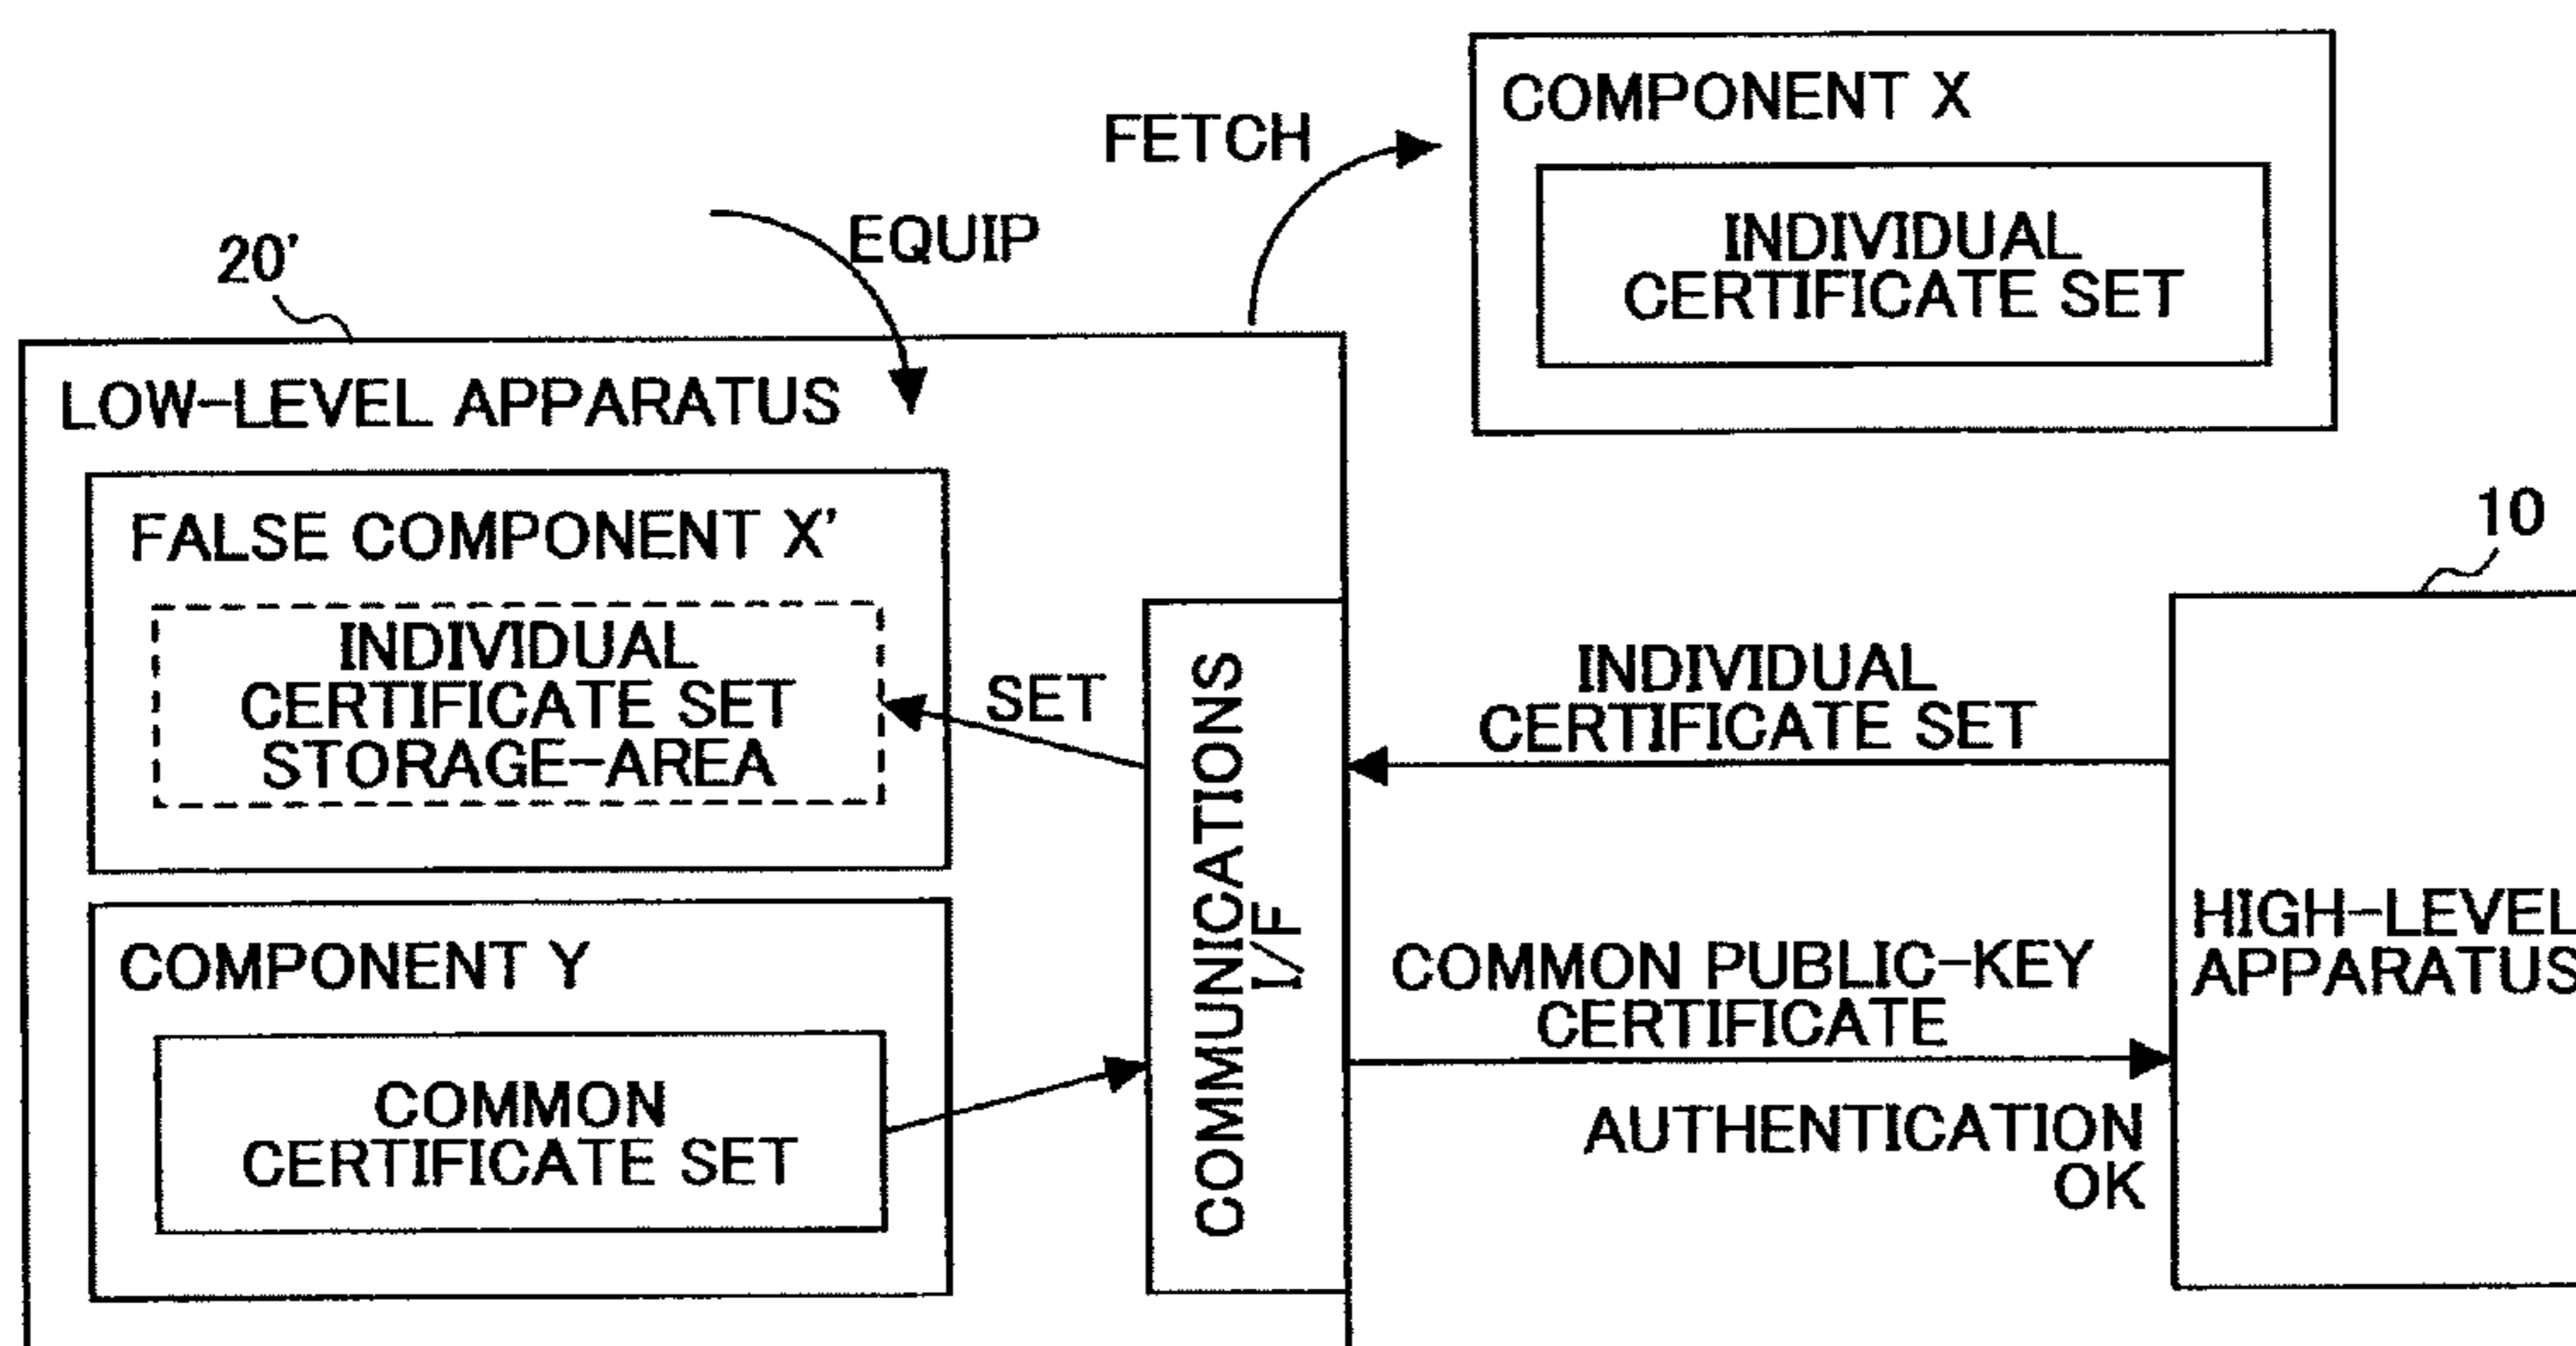 COMPONENT X
INDIVIDUAL
CERTIFICATE SET
FETCH
EQUIP
20'
LOW-LEVEL APPARATUS
FALSE COMPONENT X'
INDIVIDUAL
CERTIFICATE SET
STORAGE-AREA
SET
COMPONENT Y
COMMON
CERTIFICATE SET
COMMUNICATIONS
I/F
INDIVIDUAL
CERTIFICATE SET
COMMON PUBLIC-KEY
CERTIFICATE
AUTHENTICATION
OK
10
HIGH-LEVEL
APPARATUS